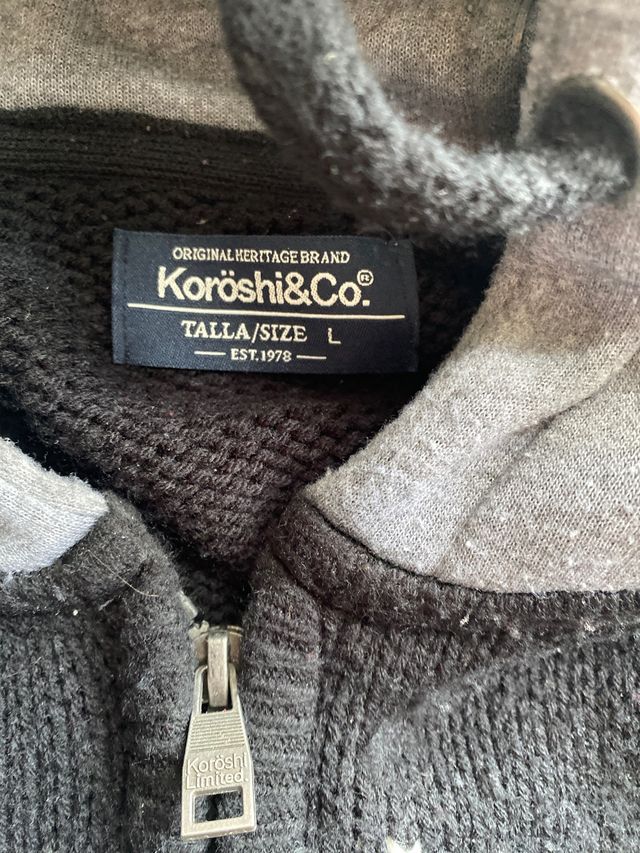 ORIGINAL HERITAGE BRAND
Koröshi&Co.®
TALLA/SIZE L
EST.1978
Koröshi
Limited.